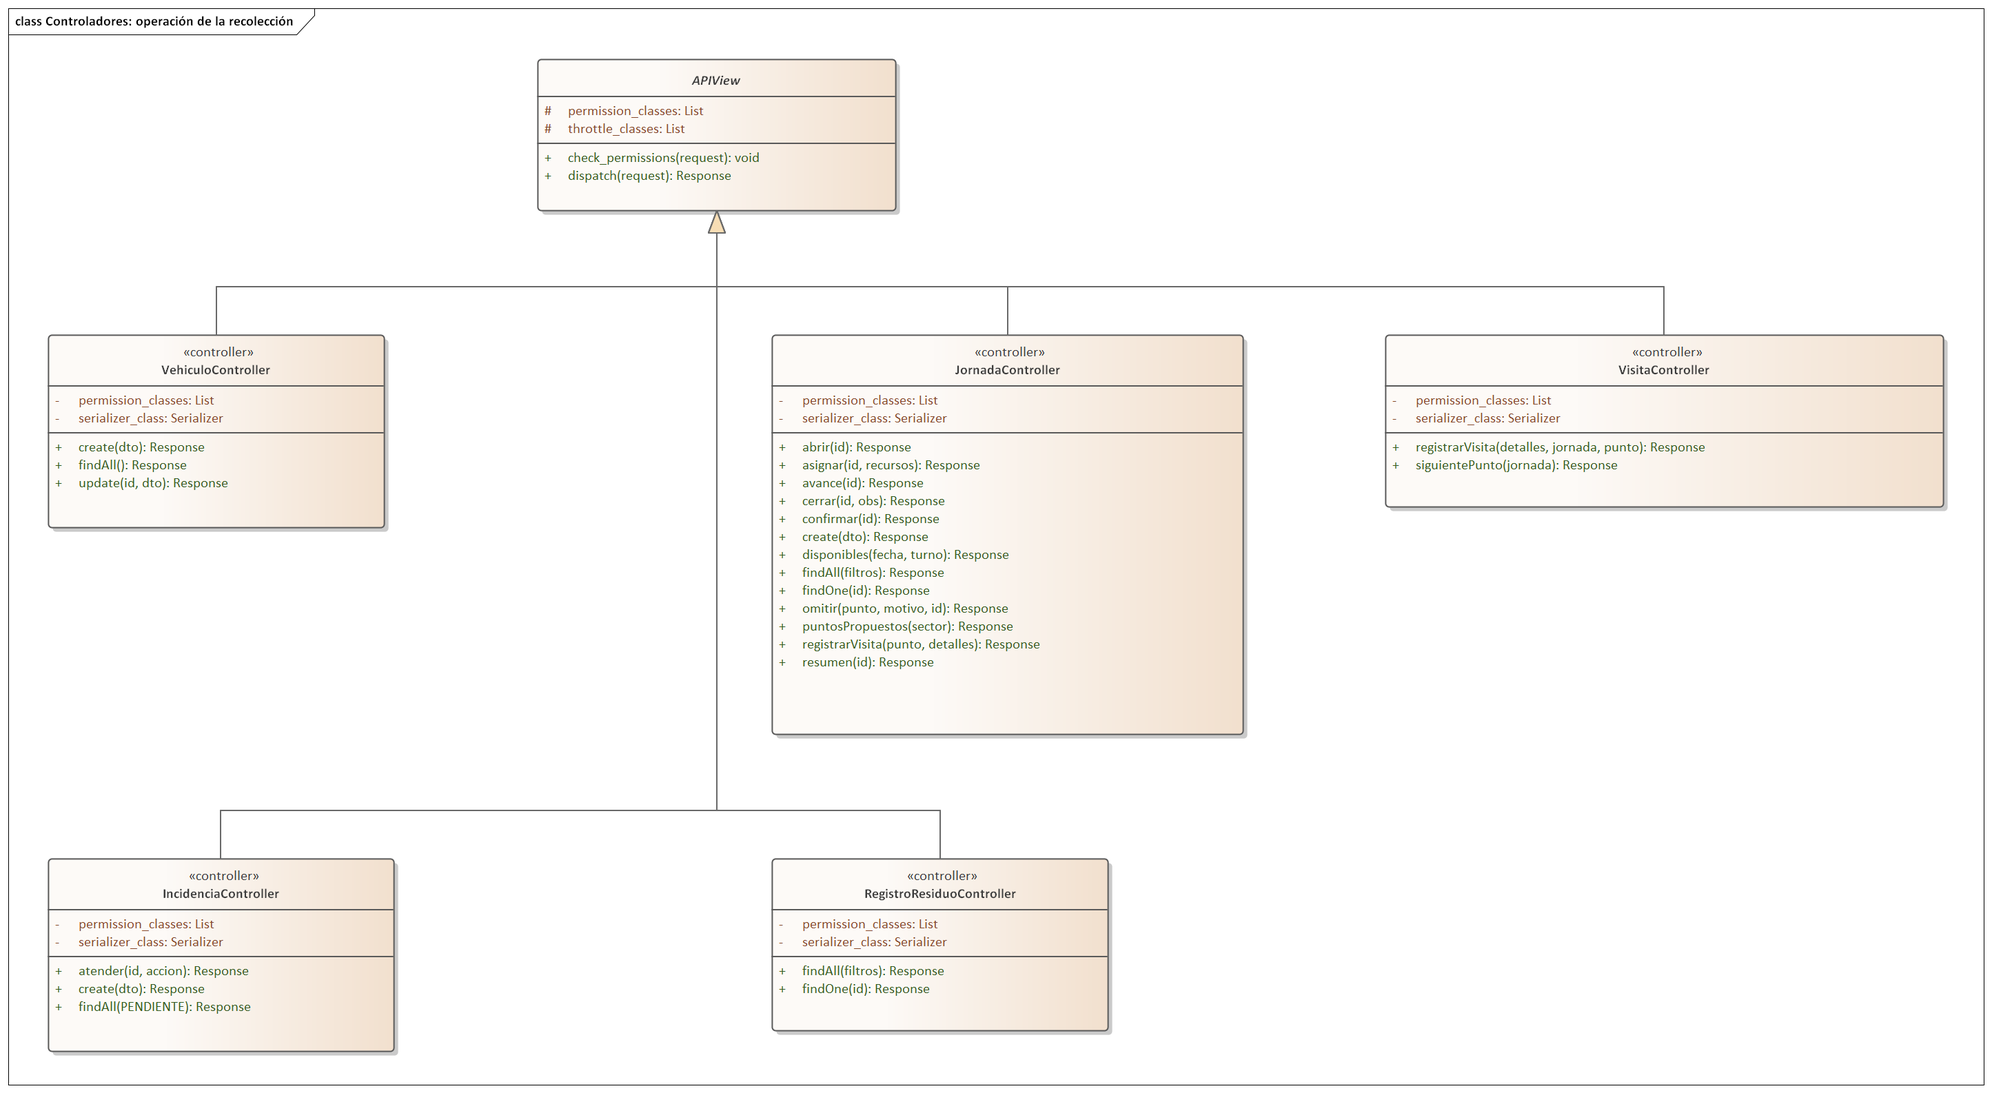 class Controladores: operación de la recolección
APIView
# permission_classes: List
# throttle_classes: List
+ check_permissions(request): void
+ dispatch(request): Response
«controller»
VehiculoController
- permission_classes: List
- serializer_class: Serializer
+ create(dto): Response
+ findAll(): Response
+ update(id, dto): Response
«controller»
JornadaController
- permission_classes: List
- serializer_class: Serializer
+ abrir(id): Response
+ asignar(id, recursos): Response
+ avance(id): Response
+ cerrar(id, obs): Response
+ confirmar(id): Response
+ create(dto): Response
+ disponibles(fecha, turno): Response
+ findAll(filtros): Response
+ findOne(id): Response
+ omitir(punto, motivo, id): Response
+ puntosPropuestos(sector): Response
+ registrarVisita(punto, detalles): Response
+ resumen(id): Response
«controller»
VisitaController
- permission_classes: List
- serializer_class: Serializer
+ registrarVisita(detalles, jornada, punto): Response
+ siguientePunto(jornada): Response
«controller»
IncidenciaController
- permission_classes: List
- serializer_class: Serializer
+ atender(id, accion): Response
+ create(dto): Response
+ findAll(PENDIENTE): Response
«controller»
RegistroResiduoController
- permission_classes: List
- serializer_class: Serializer
+ findAll(filtros): Response
+ findOne(id): Response